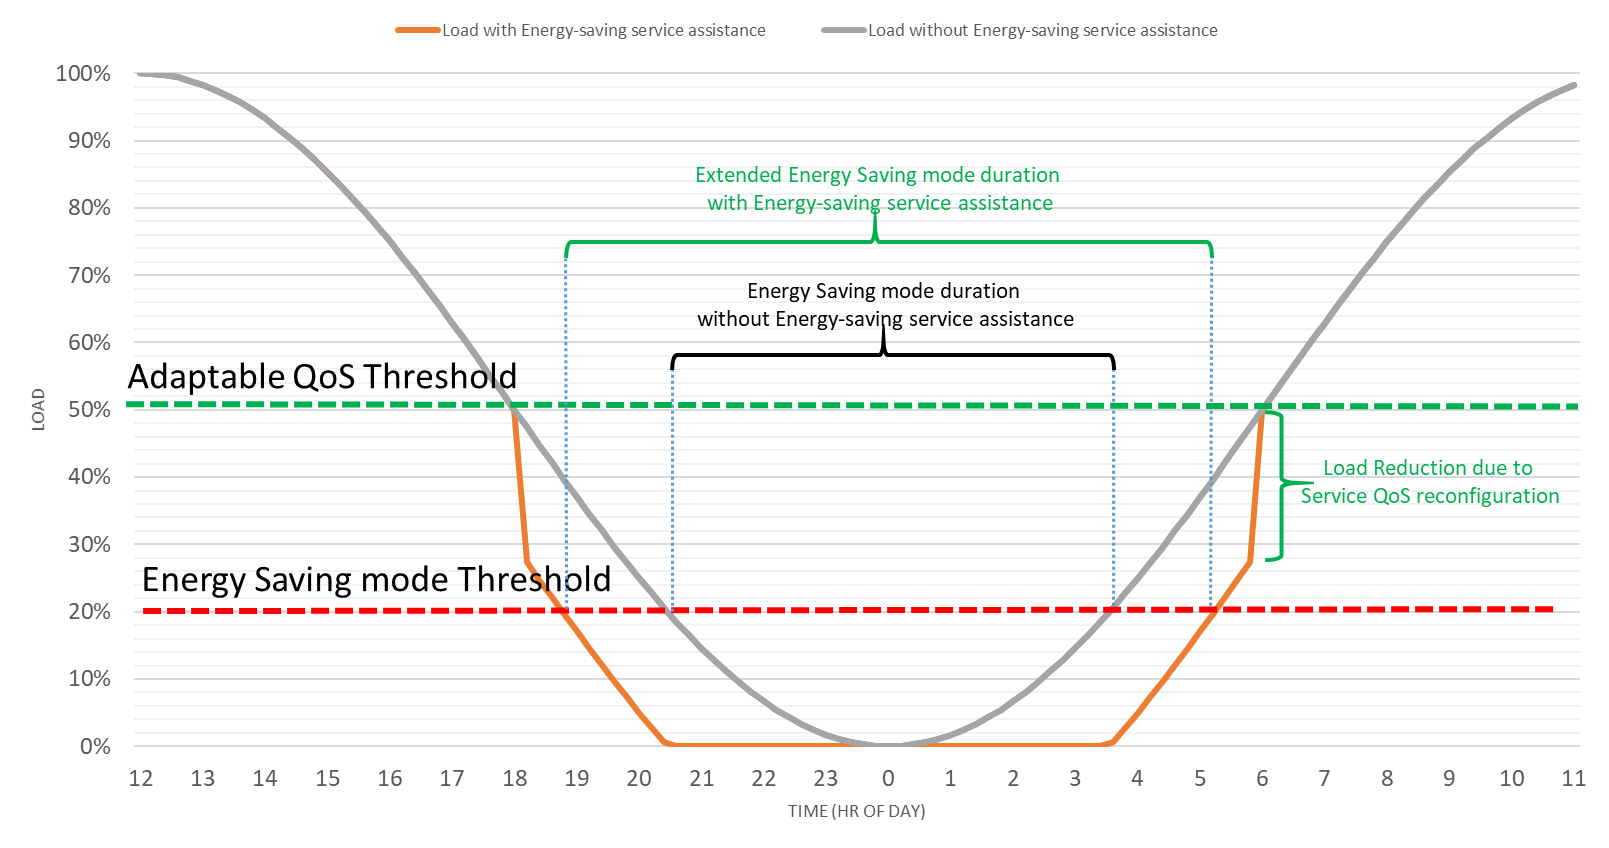 Load with Energy-saving service assistance
Load without Energy-saving service assistance
100%
90%
80%
70%
60%
50%
40%
30%
20%
10%
0%
LOAD
Extended Energy Saving mode duration
with Energy-saving service assistance
Energy Saving mode duration
without Energy-saving service assistance
Adaptable QoS Threshold
Load Reduction due to
Service QoS reconfiguration
Energy Saving mode Threshold
12 13 14 15 16 17 18 19 20 21 22 23 0 1 2 3 4 5 6 7 8 9 10 11
TIME (HR OF DAY)